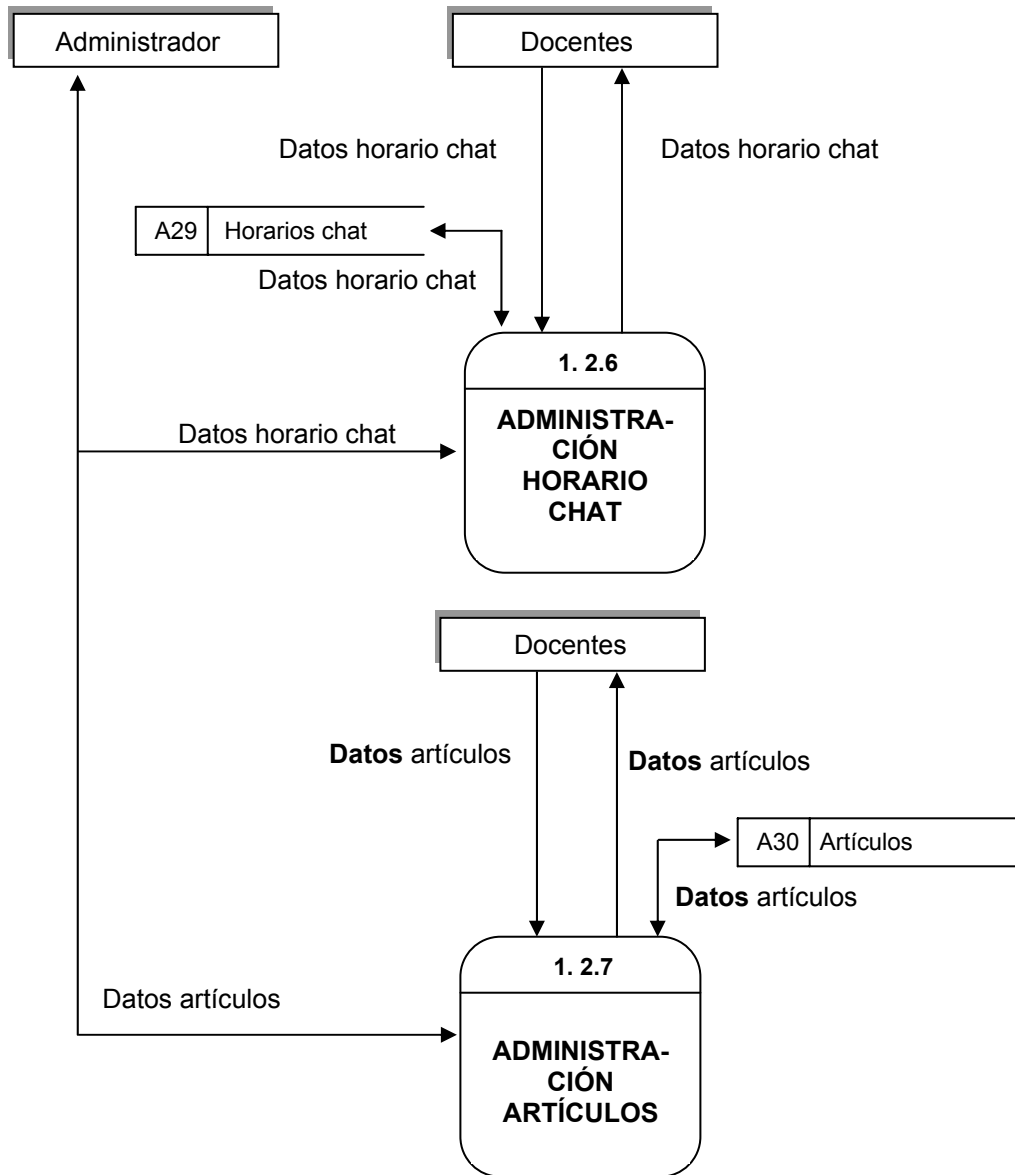 Administrador
Docentes
Datos horario chat
Datos horario chat
A29 Horarios chat
Datos horario chat
1. 2.6
ADMINISTRA-
CIÓN
HORARIO
CHAT
Datos horario chat
Docentes
Datos artículos
Datos artículos
A30 Artículos
Datos artículos
1. 2.7
Datos artículos
ADMINISTRA-
CIÓN
ARTÍCULOS